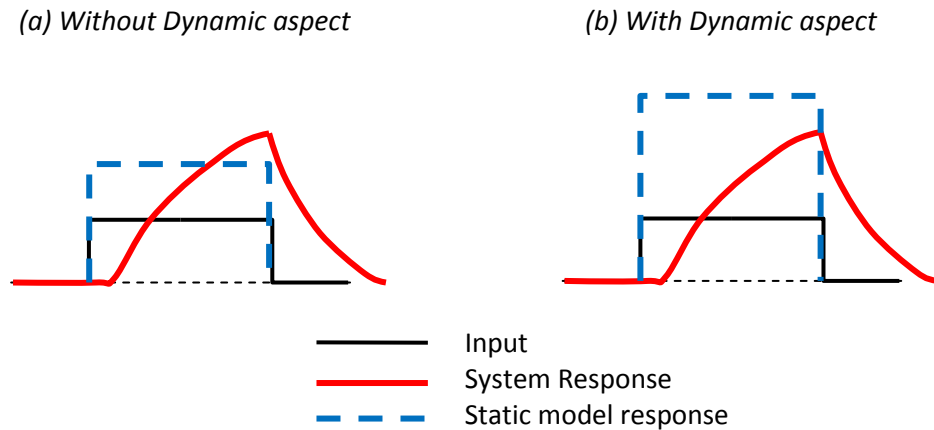 (a) Without Dynamic aspect
(b) With Dynamic aspect
Input
System Response
Static model response